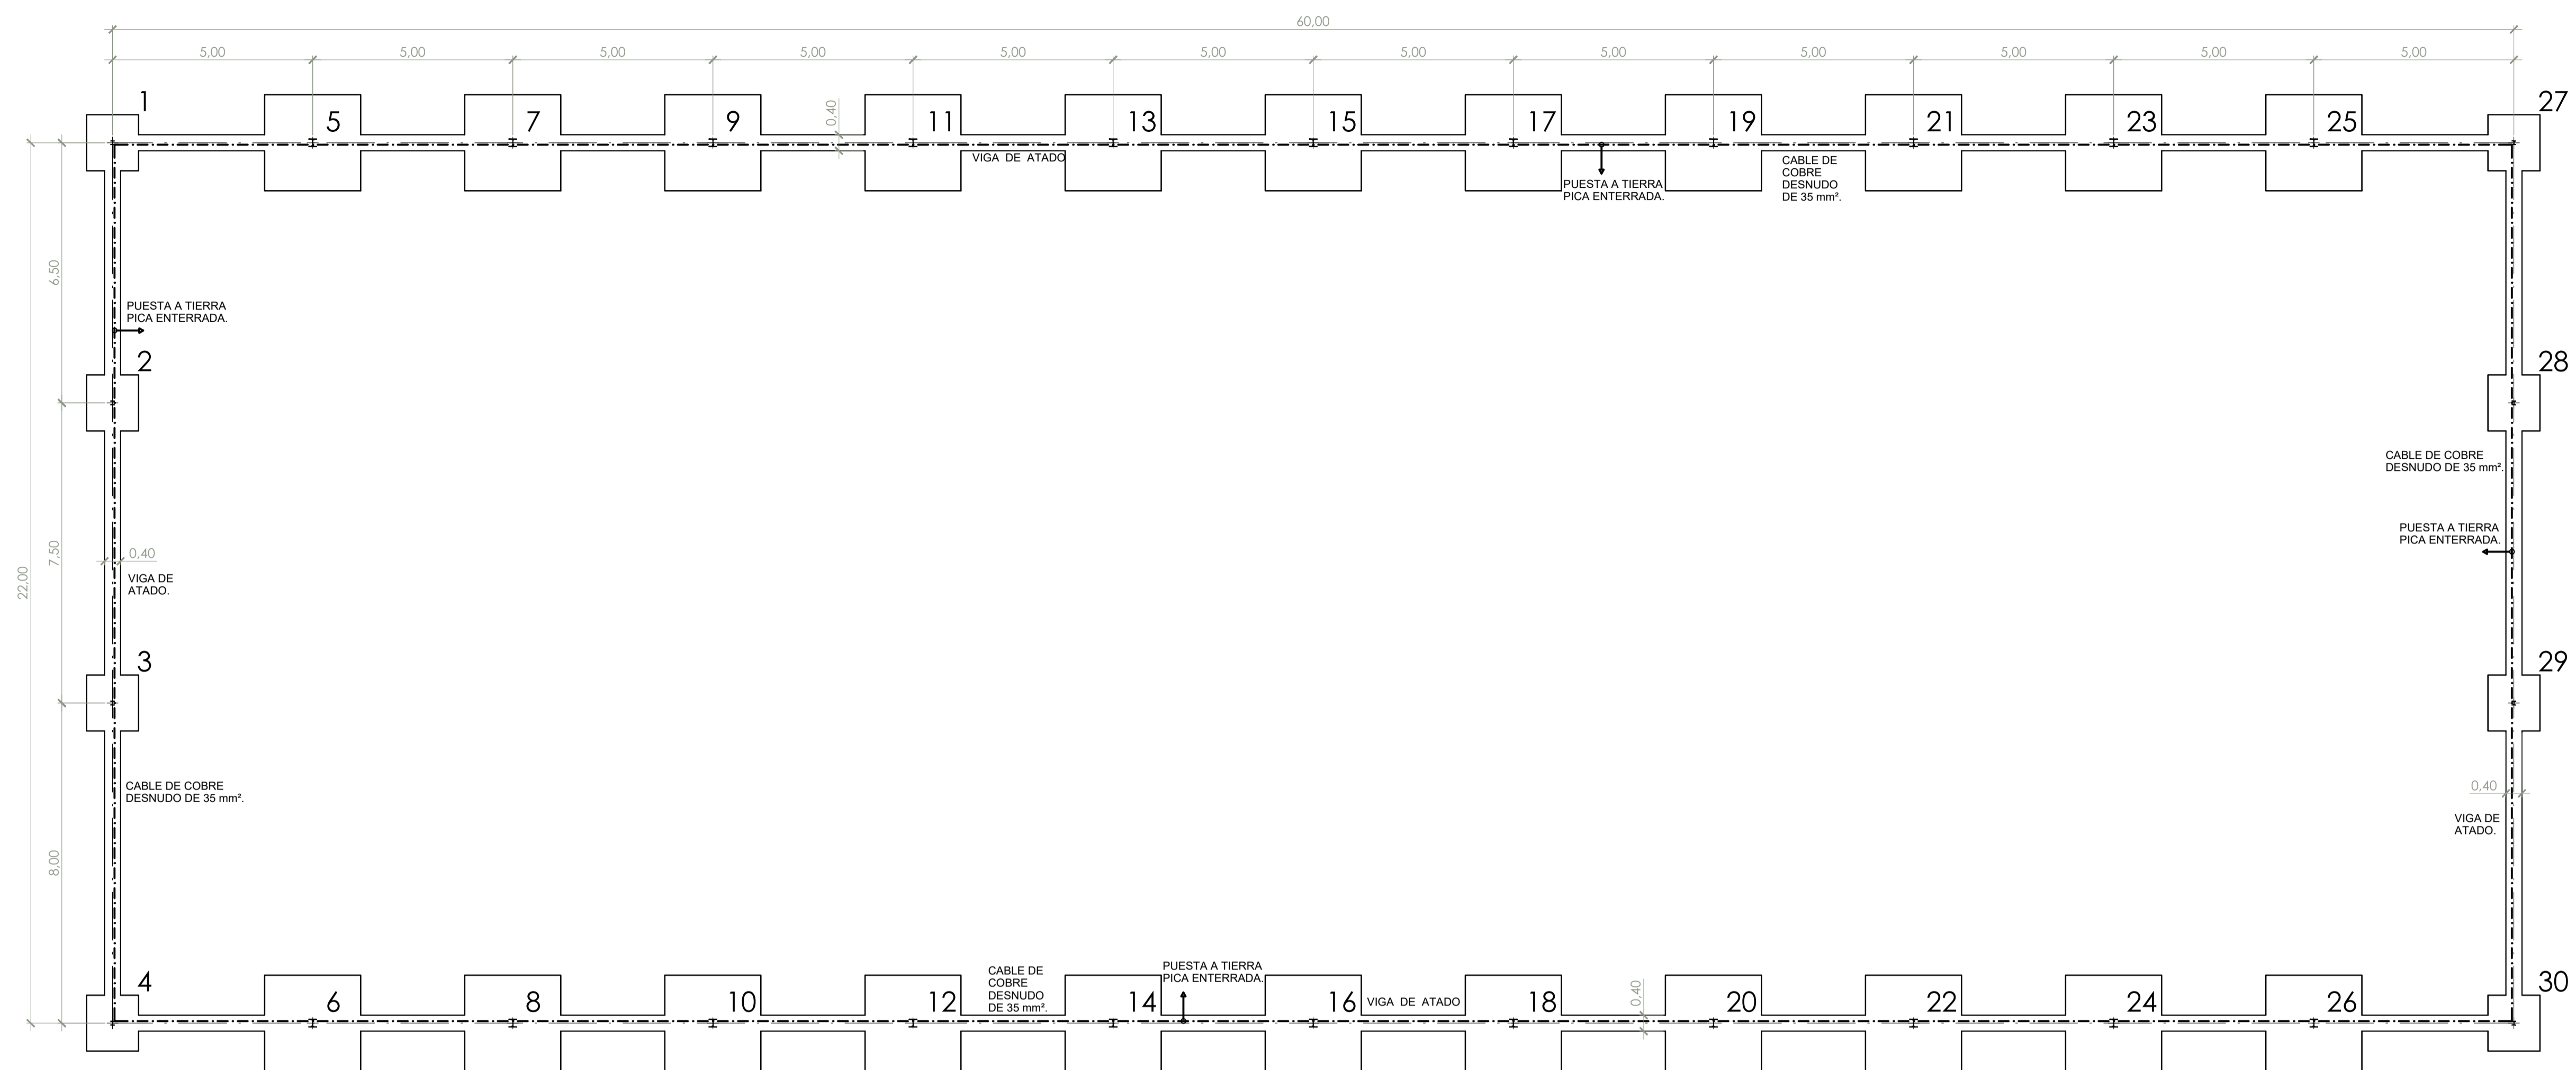 60,00
5,00 5,00 5,00 5,00 5,00 5,00 5,00 5,00 5,00 5,00 5,00 5,00
1 27
5 7 9 0,40 11 13 15 17 19 21 23 25
VIGA DE ATADO
CABLE DE
COBRE
DESNUDO
DE 35 mm².
PUESTA A TIERRA
PICA ENTERRADA.
6,50
PUESTA A TIERRA
PICA ENTERRADA.
2 28
CABLE DE COBRE
DESNUDO DE 35 mm².
PUESTA A TIERRA
PICA ENTERRADA.
7,50
0,40
22,00
VIGA DE
ATADO.
3 29
CABLE DE COBRE
DESNUDO DE 35 mm².
0,40
VIGA DE
ATADO.
8,00
CABLE DE
COBRE
DESNUDO
DE 35 mm².
PUESTA A TIERRA
PICA ENTERRADA.
4 30
6 8 10 12 14 16 VIGA DE ATADO 18 0,40 20 22 24 26